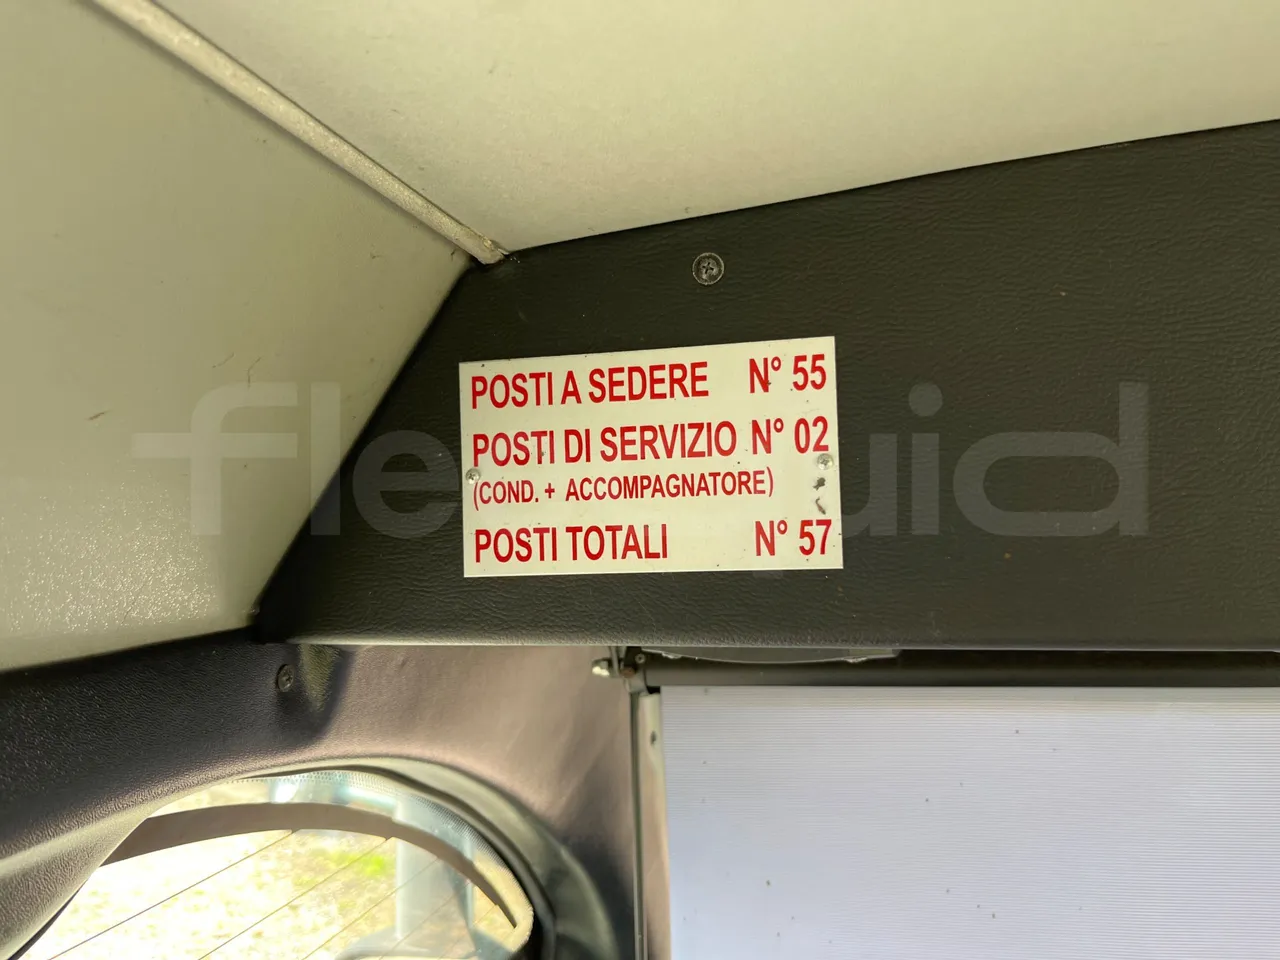 POSTI A SEDERE N° 55
POSTI DI SERVIZIO N° 02
(COND. + ACCOMPAGNATORE)
POSTI TOTALI N° 57